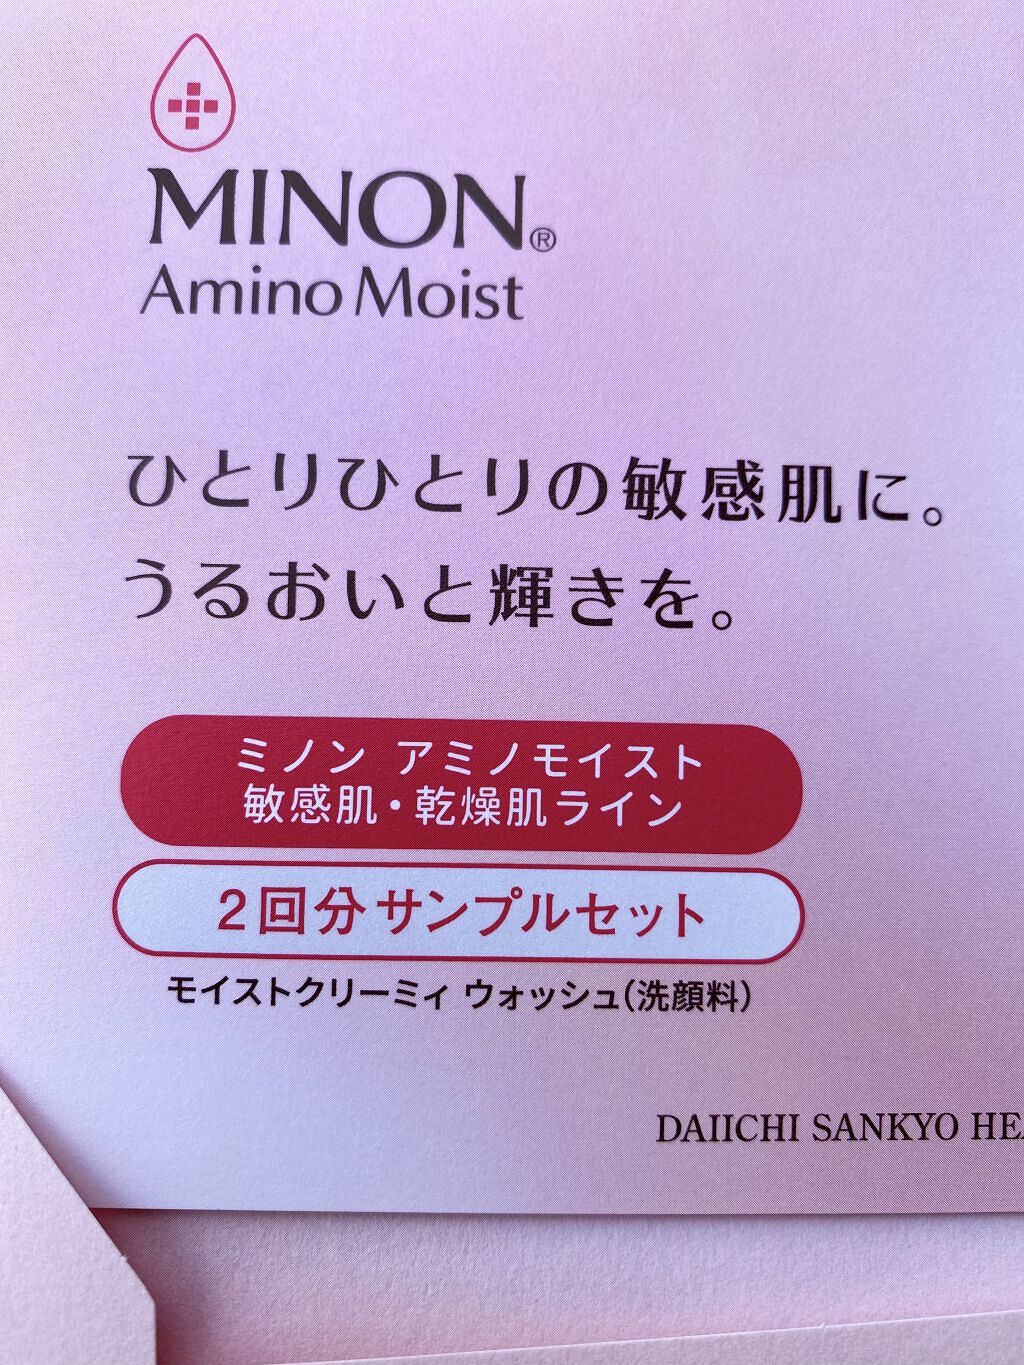 MINON®
Amino Moist
ひとりひとりの敏感肌に。
うるおいと輝きを。
ミノン アミノモイスト
敏感肌・乾燥肌ライン
2回分サンプルセット
モイストクリーミィ ウォッシュ(洗顔料)
DAIICHI SANKYO